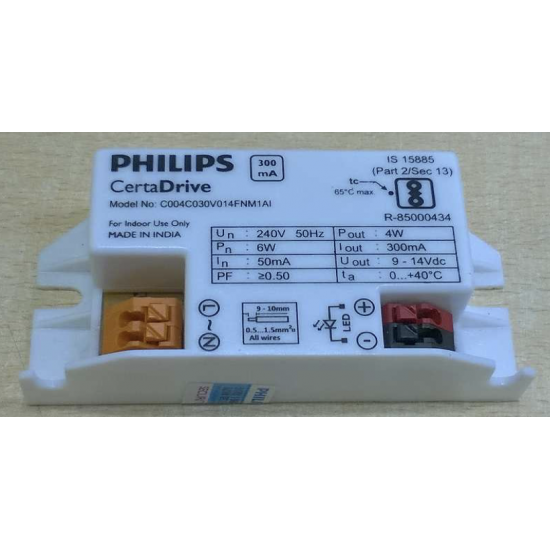 PHILIPS
CertaDrive
300
mA
IS 15885
(Part 2/Sec 13)
tc
65°C max
Model No: C004C030V014FNM1AI
R-85000434
For Indoor Use Only
MADE IN INDIA
Un : 240V 50Hz Pout : 4W
Pn : 6W Iout : 300mA
In : 50mA Uout : 9 - 14Vdc
PF : ≥0.50 ta : 0...+40°C
L ~ N
9 - 10mm
0.5...1.5mm²
All wires
LED
+
-
PHIL